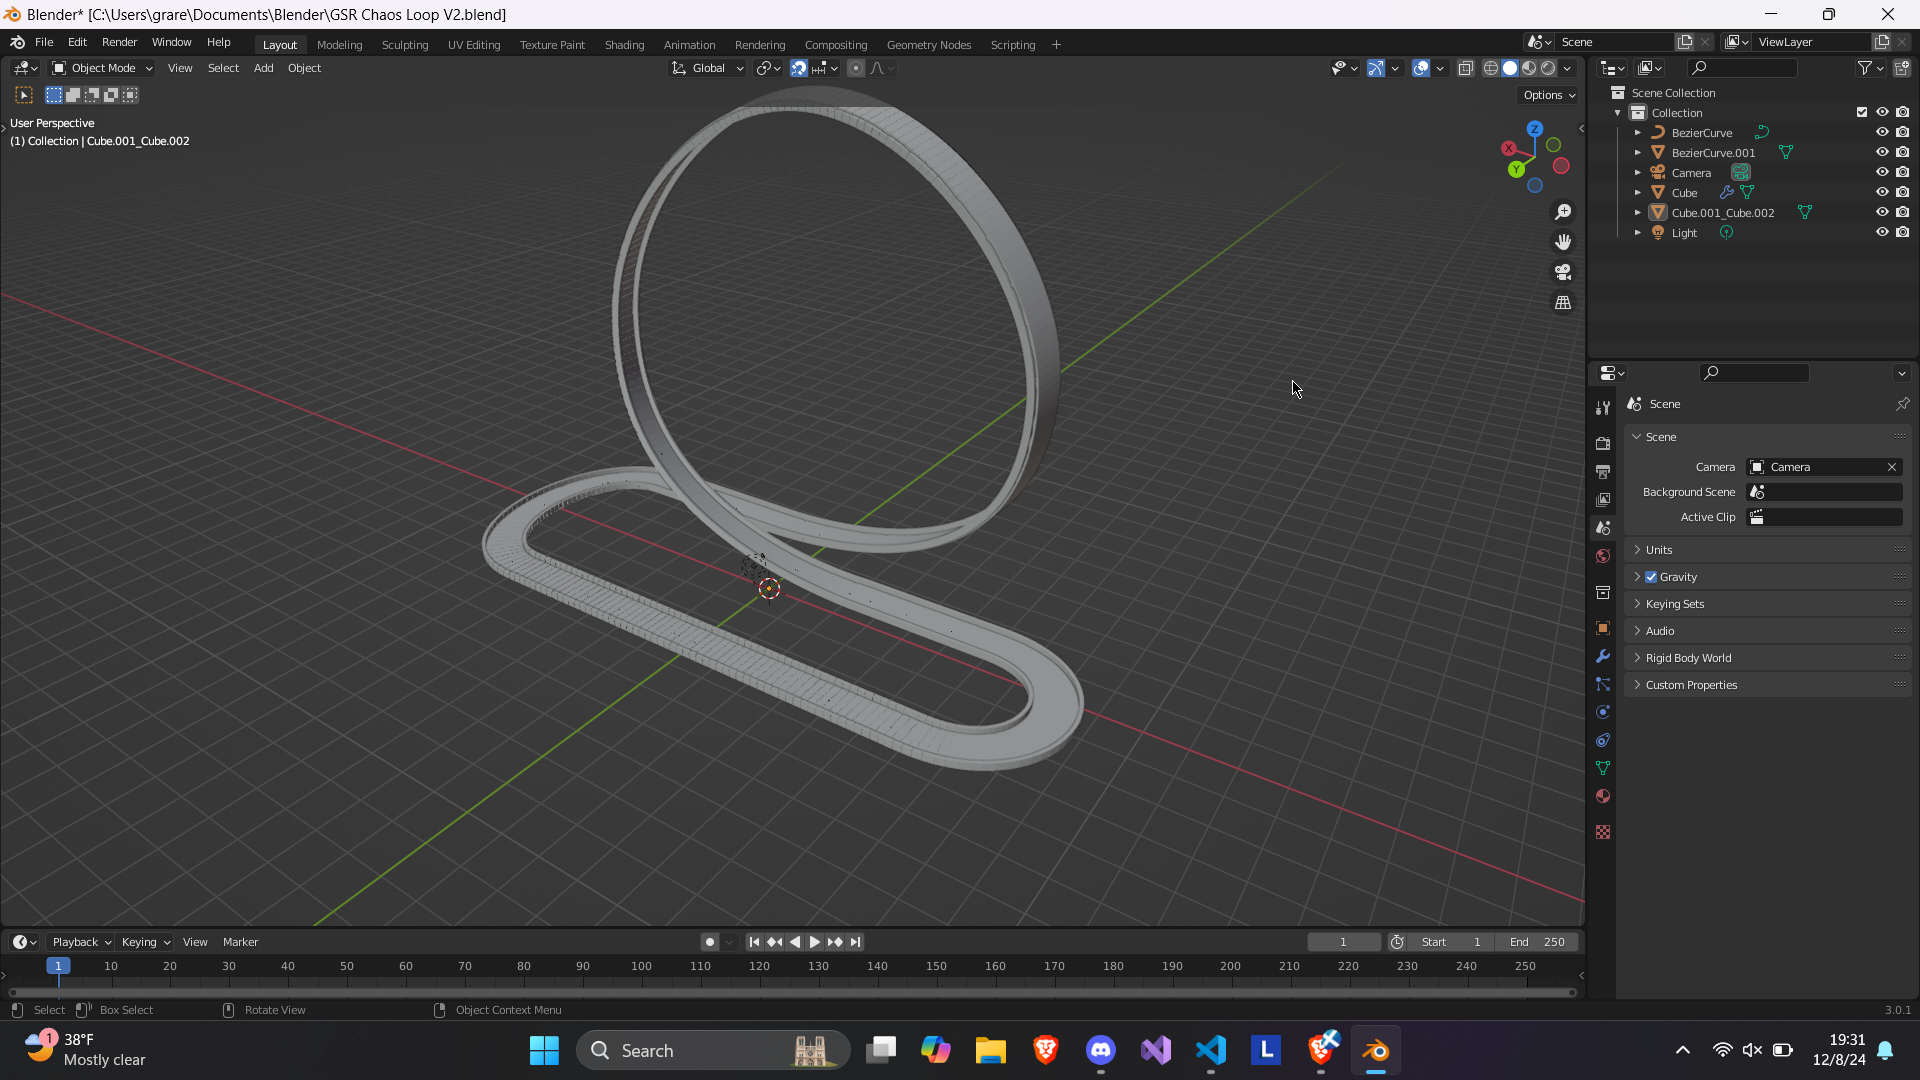 Blender* [C:\Users\grare\Documents\Blender\GSR Chaos Loop V2.blend]
File Edit Render Window Help Layout Modeling Sculpting UV Editing Texture Paint Shading Animation Rendering Compositing Geometry Nodes Scripting + Scene ViewLayer
Object Mode View Select Add Object Global
Options
User Perspective
(1) Collection | Cube.001_Cube.002
Z
X
Y
Scene Collection
Collection
BezierCurve
BezierCurve.001
Camera
Cube
Cube.001_Cube.002
Light
Scene
Scene
Camera Camera
Background Scene
Active Clip
Units
Gravity
Keying Sets
Audio
Rigid Body World
Custom Properties
Playback Keying View Marker 1 Start 1 End 250
1 10 20 30 40 50 60 70 80 90 100 110 120 130 140 150 160 170 180 190 200 210 220 230 240 250
Select Box Select Rotate View Object Context Menu 3.0.1
1
38°F
Mostly clear
Search
L
19:31
12/8/24